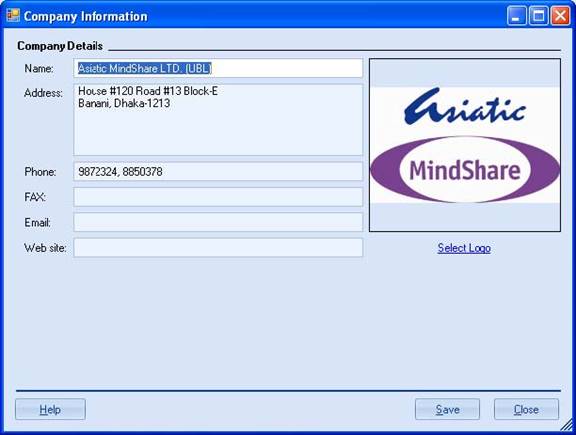 Company Information
Company Details
Name: Asiatic MindShare LTD. (UBL)
Address: House #120 Road #13 Block-E
Banani, Dhaka-1213
Phone: 9872324, 8850378
FAX:
Email:
Web site:
Asiatic
MindShare
Select Logo
Help Save Close